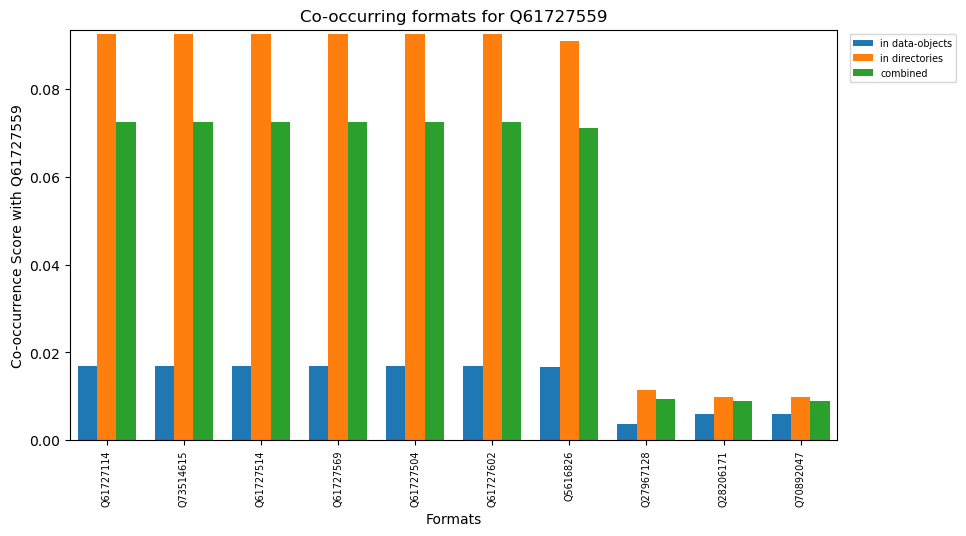 Co-occurring formats for Q61727559
in data-objects
in directories
combined
Co-occurrence Score with Q61727559
0.08
0.06
0.04
0.02
0.00
Q61727114
Q73514615
Q61727514
Q61727569
Q61727504
Q61727602
Q5616826
Q27967128
Q28206171
Q70892047
Formats